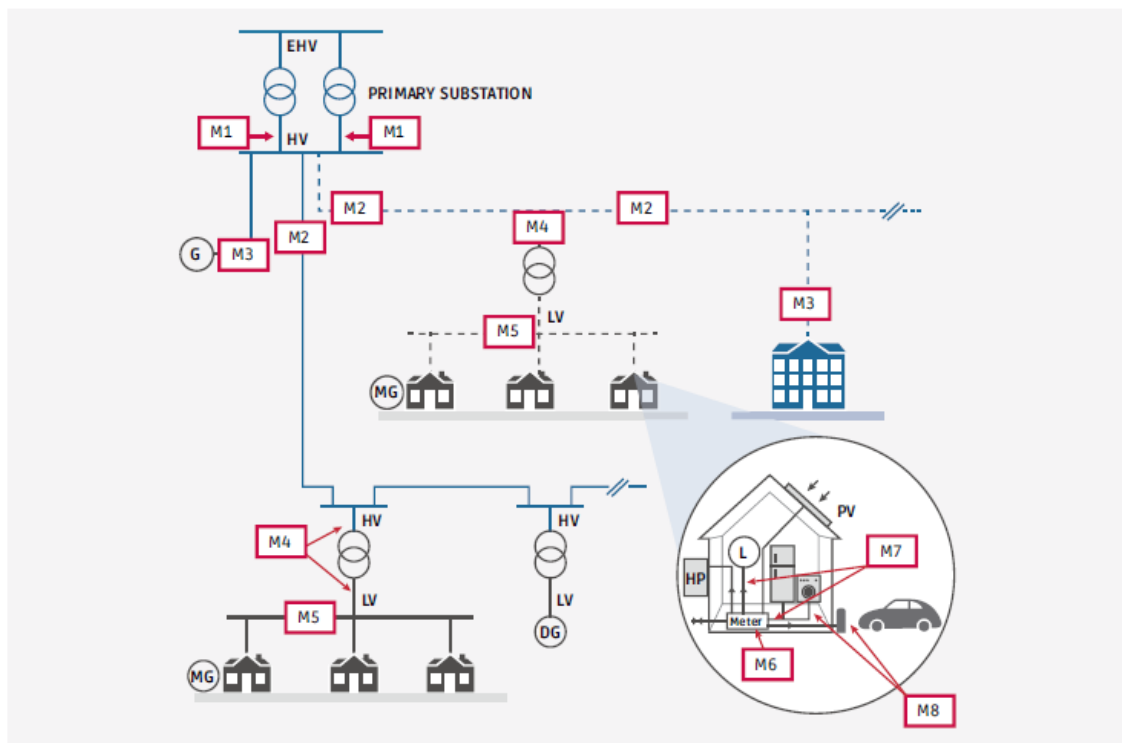 EHV
PRIMARY SUBSTATION
M1
HV
M1
M2
M2
M4
M2
G
M3
M3
LV
M5
MG
HV
HV
PV
M4
M7
L
HP
LV
LV
M5
DG
Meter
M6
MG
M8